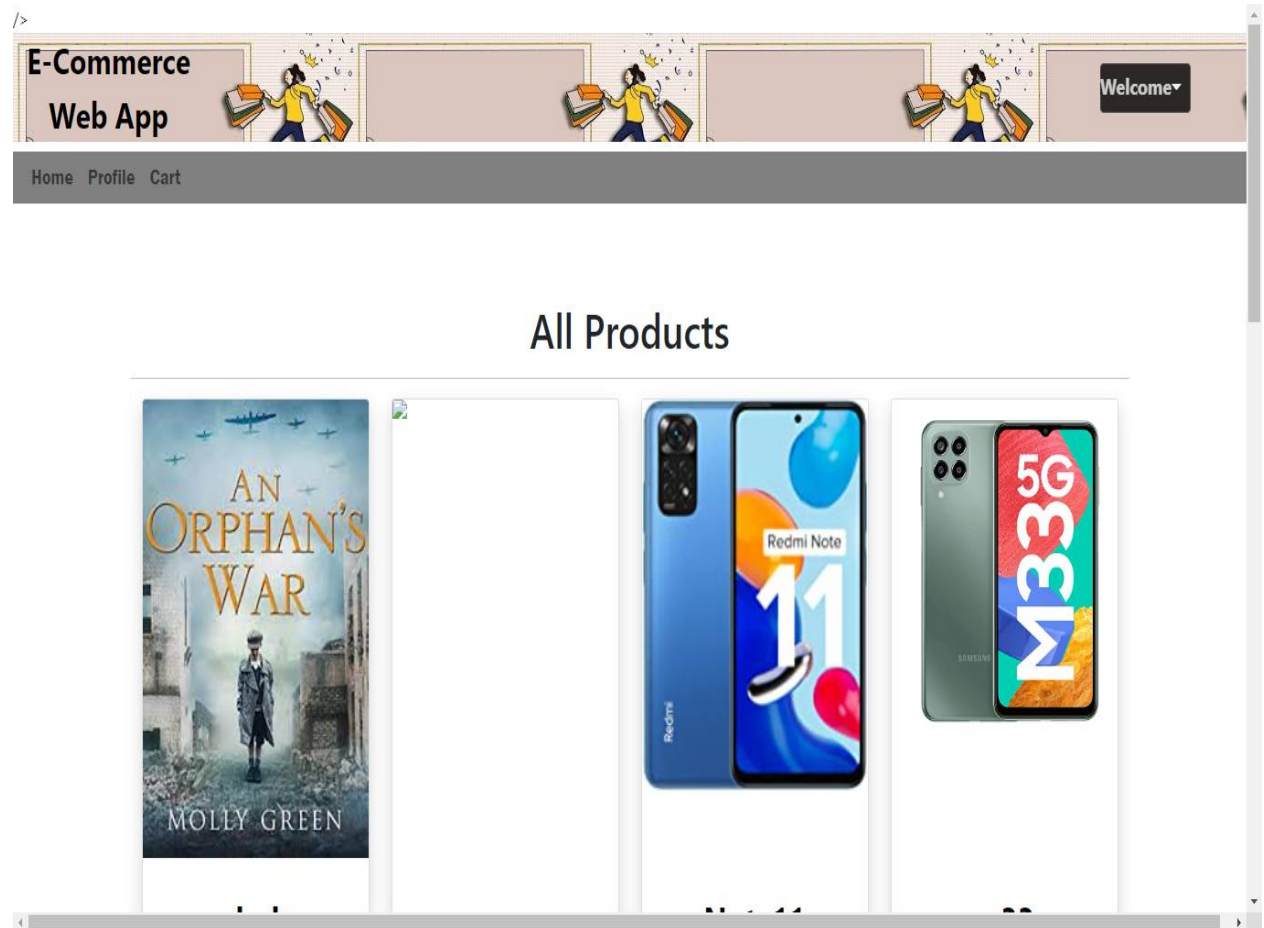 />
E-Commerce
Web App
Welcome
Home Profile Cart
All Products
AN
ORPHAN'S
WAR
MOLLY GREEN
Redmi Note
11
Redmi
5G
M33
SAMSUNG